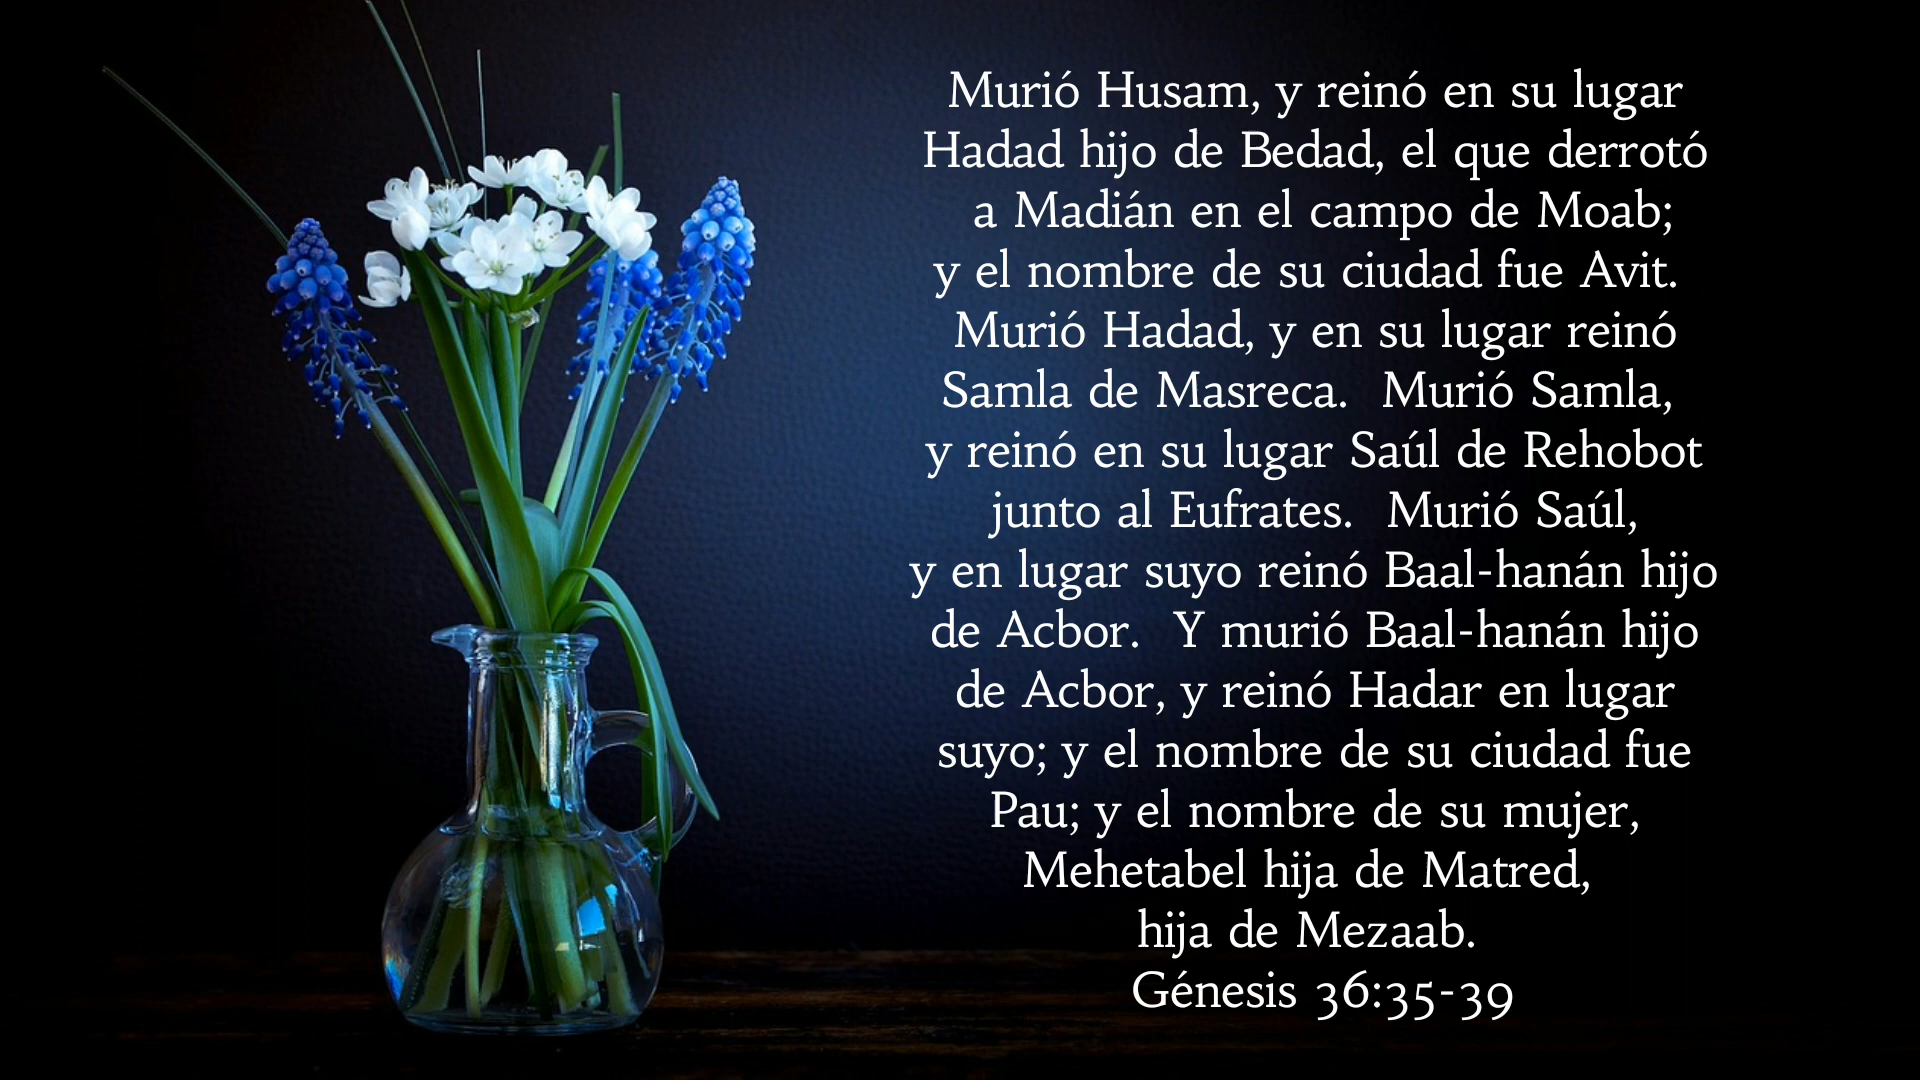 Murió Husam, y reinó en su lugar
Hadad hijo de Bedad, el que derrotó
a Madián en el campo de Moab;
y el nombre de su ciudad fue Avit.
Murió Hadad, y en su lugar reinó
Samla de Masreca.  Murió Samla,
y reinó en su lugar Saúl de Rehobot
junto al Eufrates.  Murió Saúl,
y en lugar suyo reinó Baal-hanán hijo
de Acbor.  Y murió Baal-hanán hijo
de Acbor, y reinó Hadar en lugar
suyo; y el nombre de su ciudad fue
Pau; y el nombre de su mujer,
Mehetabel hija de Matred,
hija de Mezaab.
Génesis 36:35-39